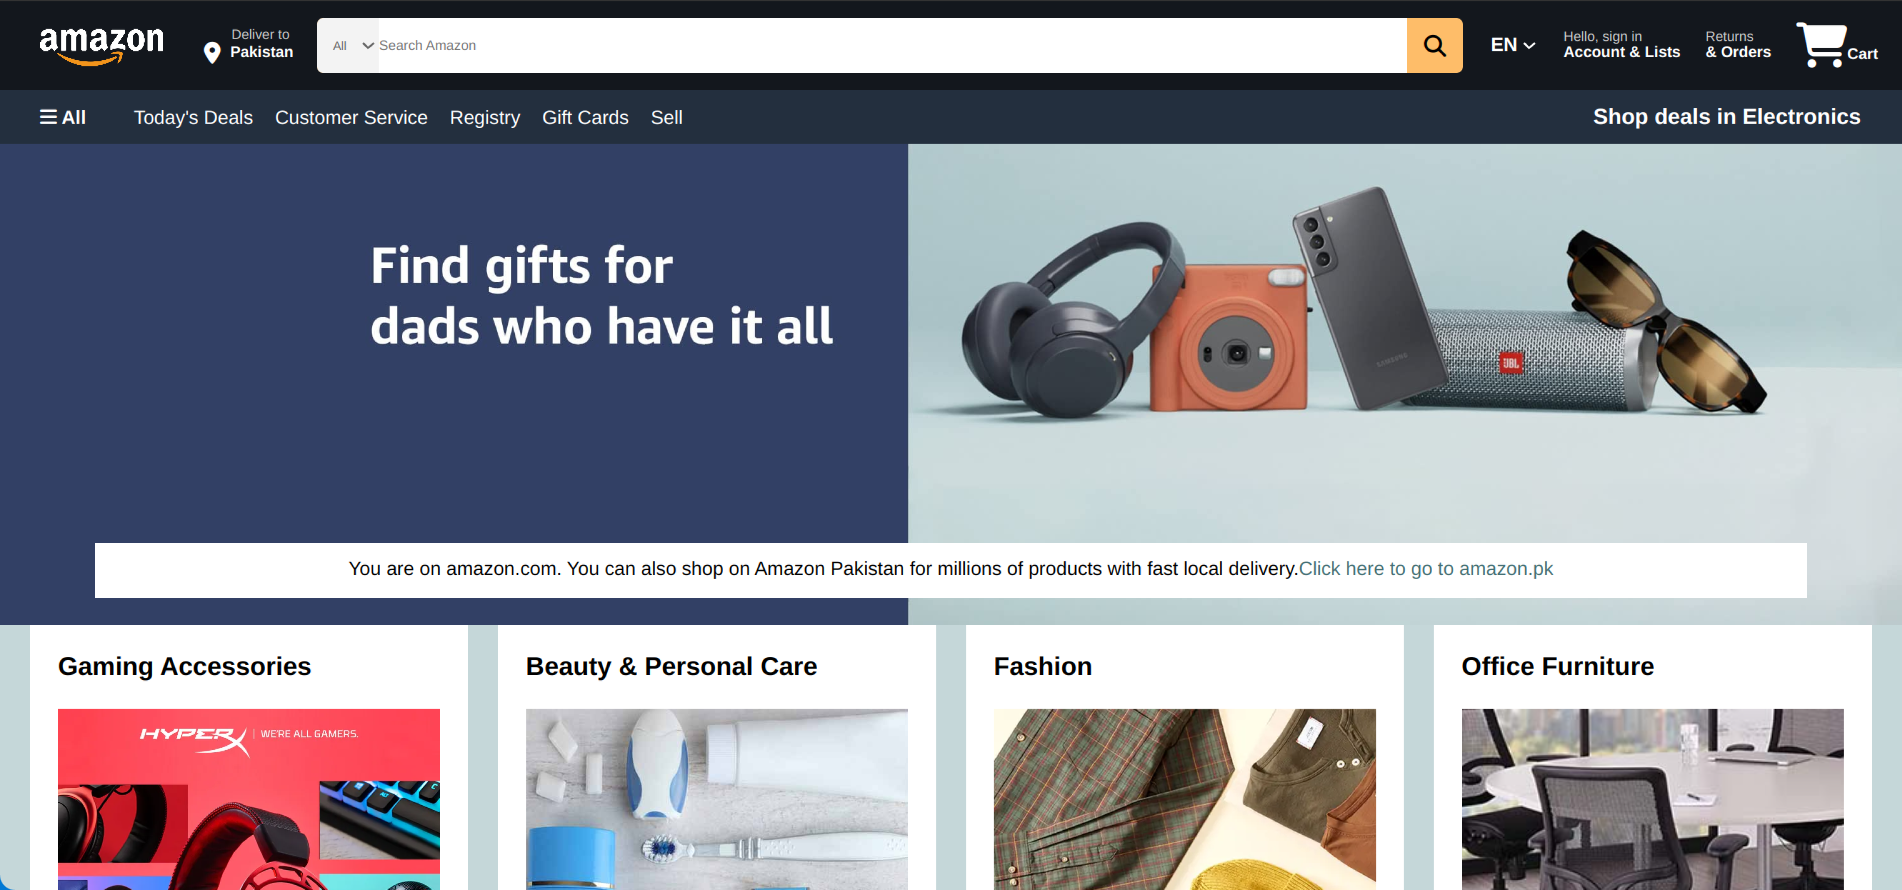 amazon
Deliver to
Pakistan
All
Search Amazon
EN
Hello, sign in
Account & Lists
Returns
& Orders
Cart
All
Today's Deals
Customer Service
Registry
Gift Cards
Sell
Shop deals in Electronics
Find gifts for
dads who have it all
SAMSUNG
JBL
You are on amazon.com. You can also shop on Amazon Pakistan for millions of products with fast local delivery.Click here to go to amazon.pk
Gaming Accessories
Beauty & Personal Care
Fashion
Office Furniture
HYPERX
WE'RE ALL GAMERS.
ALT